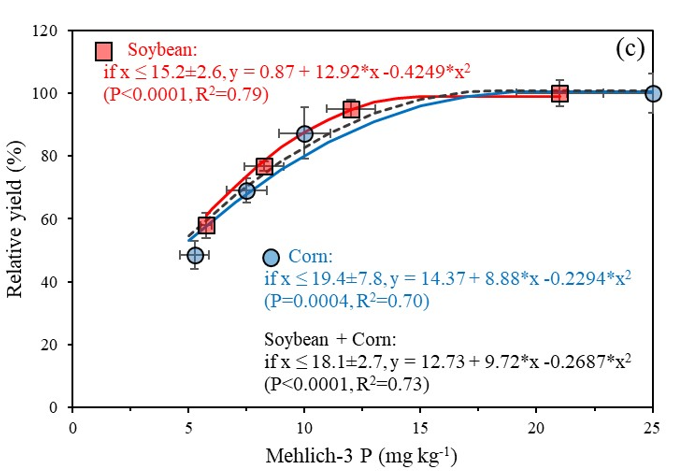 120
(c)
Soybean:
if x ≤ 15.2±2.6, y = 0.87 + 12.92*x -0.4249*x²
(P<0.0001, R²=0.79)
100
80
60
Relative yield (%)
Corn:
if x ≤ 19.4±7.8, y = 14.37 + 8.88*x -0.2294*x²
(P=0.0004, R²=0.70)
40
Soybean + Corn:
if x ≤ 18.1±2.7, y = 12.73 + 9.72*x -0.2687*x²
(P<0.0001, R²=0.73)
20
0
0 5 10 15 20 25
Mehlich-3 P (mg kg⁻¹)